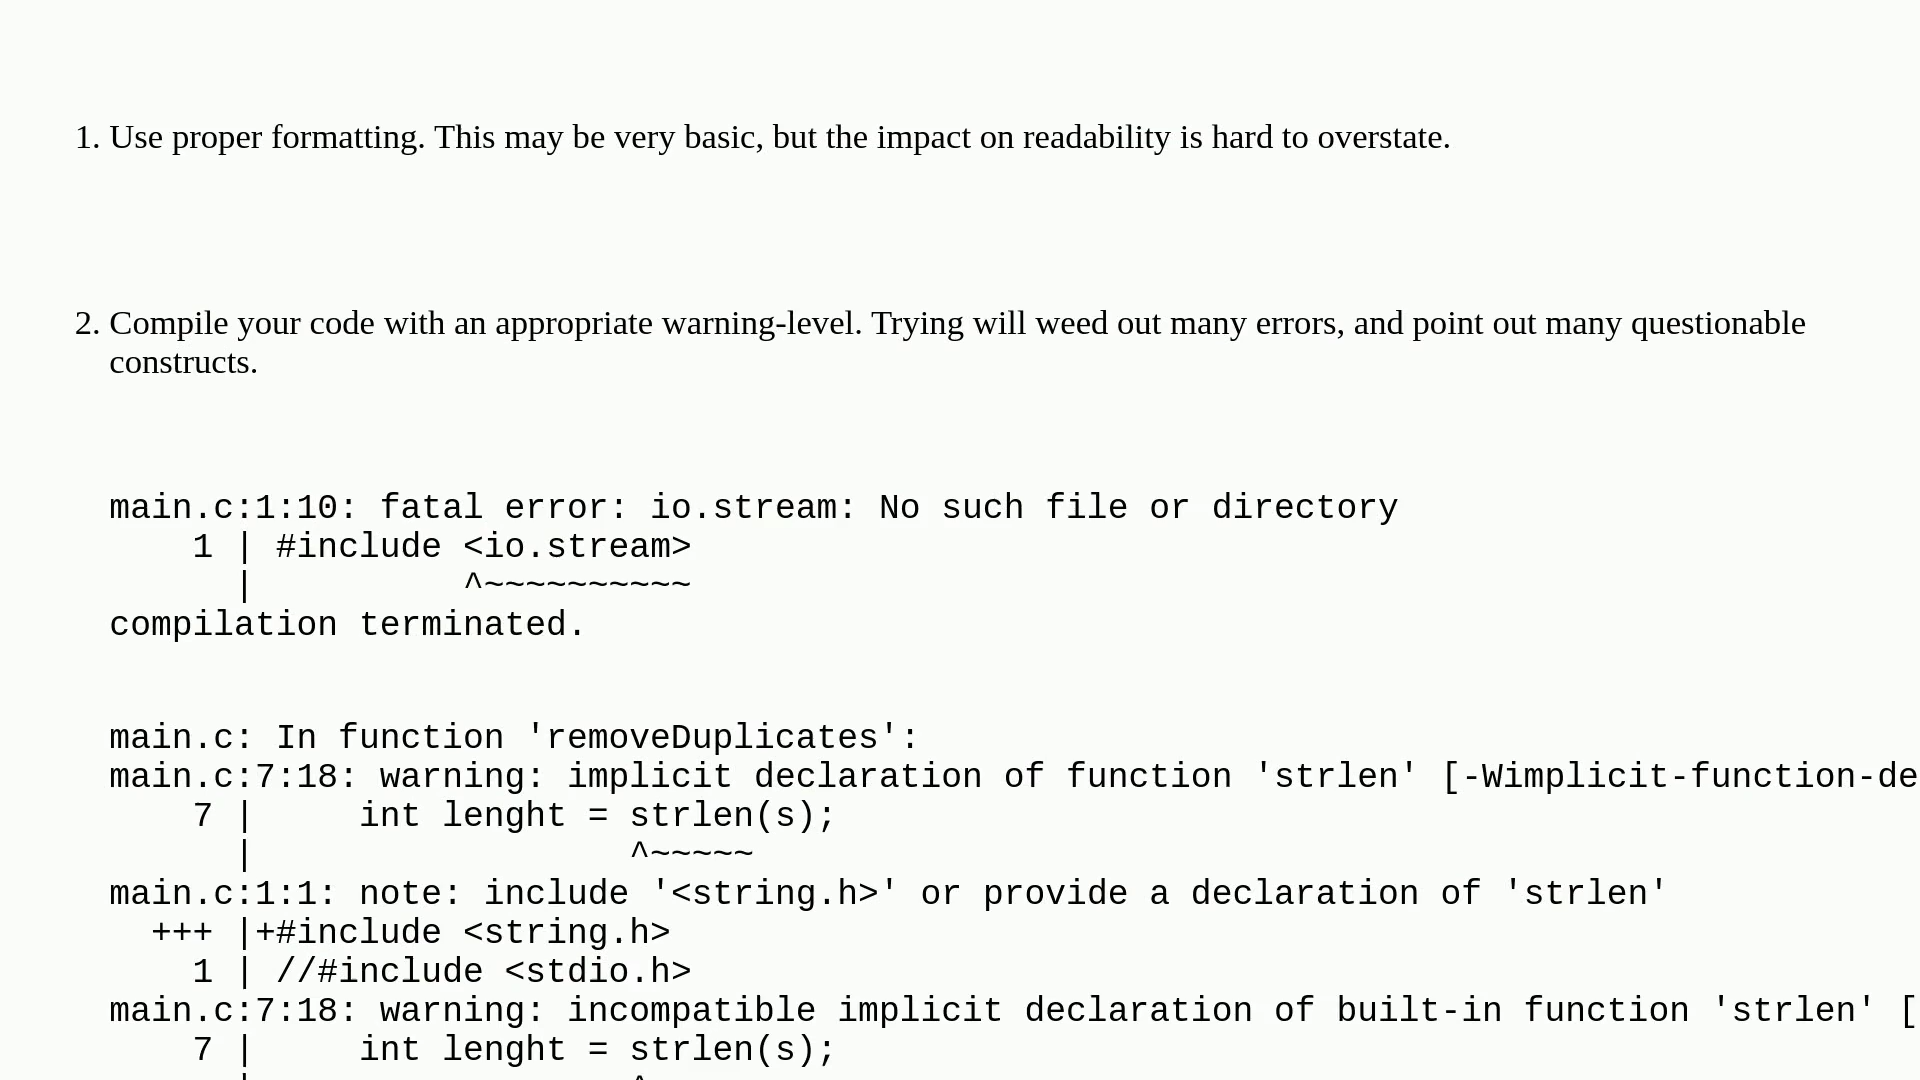 1. Use proper formatting. This may be very basic, but the impact on readability is hard to overstate.
2. Compile your code with an appropriate warning-level. Trying will weed out many errors, and point out many questionable
constructs.
main.c:1:10: fatal error: io.stream: No such file or directory
    1 | #include <io.stream>
      |          ^~~~~~~~~~~
compilation terminated.
main.c: In function 'removeDuplicates':
main.c:7:18: warning: implicit declaration of function 'strlen' [-Wimplicit-function-de
    7 |     int lenght = strlen(s);
      |                  ^~~~~~
main.c:1:1: note: include '<string.h>' or provide a declaration of 'strlen'
  +++ |+#include <string.h>
    1 | //#include <stdio.h>
main.c:7:18: warning: incompatible implicit declaration of built-in function 'strlen' [
    7 |     int lenght = strlen(s);
      |                  ^